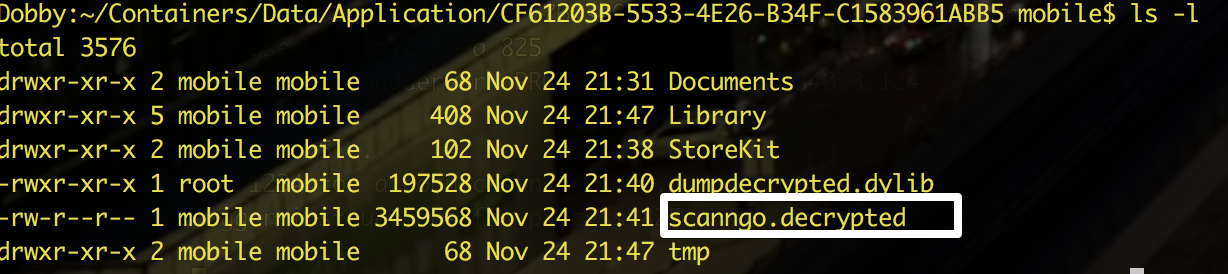 Dobby:~/Containers/Data/Application/CF61203B-5533-4E26-B34F-C1583961ABB5 mobile$ ls -l
total 3576
drwxr-xr-x 2 mobile mobile      68 Nov 24 21:31 Documents
drwxr-xr-x 5 mobile mobile     408 Nov 24 21:47 Library
drwxr-xr-x 2 mobile mobile     102 Nov 24 21:38 StoreKit
-rwxr-xr-x 1 root   mobile  197528 Nov 24 21:40 dumpdecrypted.dylib
-rw-r--r-- 1 mobile mobile 3459568 Nov 24 21:41 scanngo.decrypted
drwxr-xr-x 2 mobile mobile      68 Nov 24 21:47 tmp